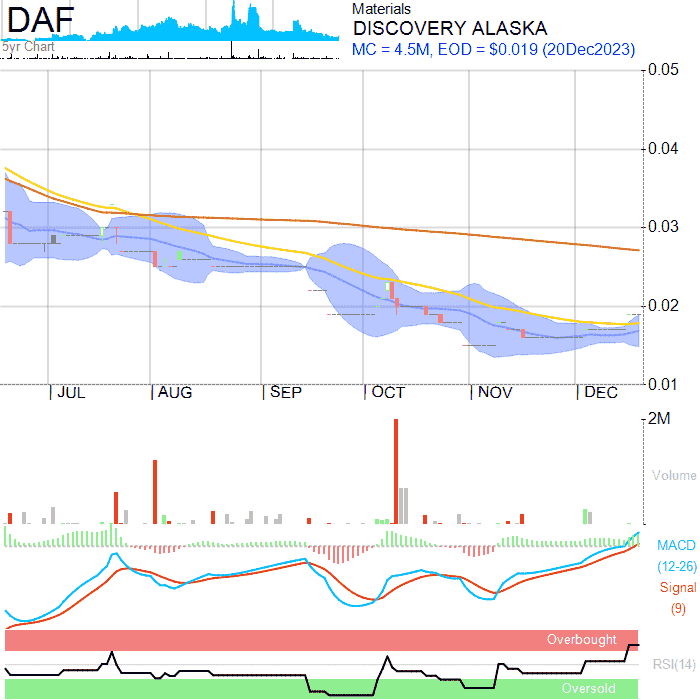 DAF
Materials
DISCOVERY ALASKA
5yr Chart
MC = 4.5M, EOD = $0.019 (20Dec2023)
0.05
0.04
0.03
0.02
0.01
JUL AUG SEP OCT NOV DEC
2M
Volume
MACD
(12-26)
Signal
(9)
Overbought
RSI(14)
Oversold